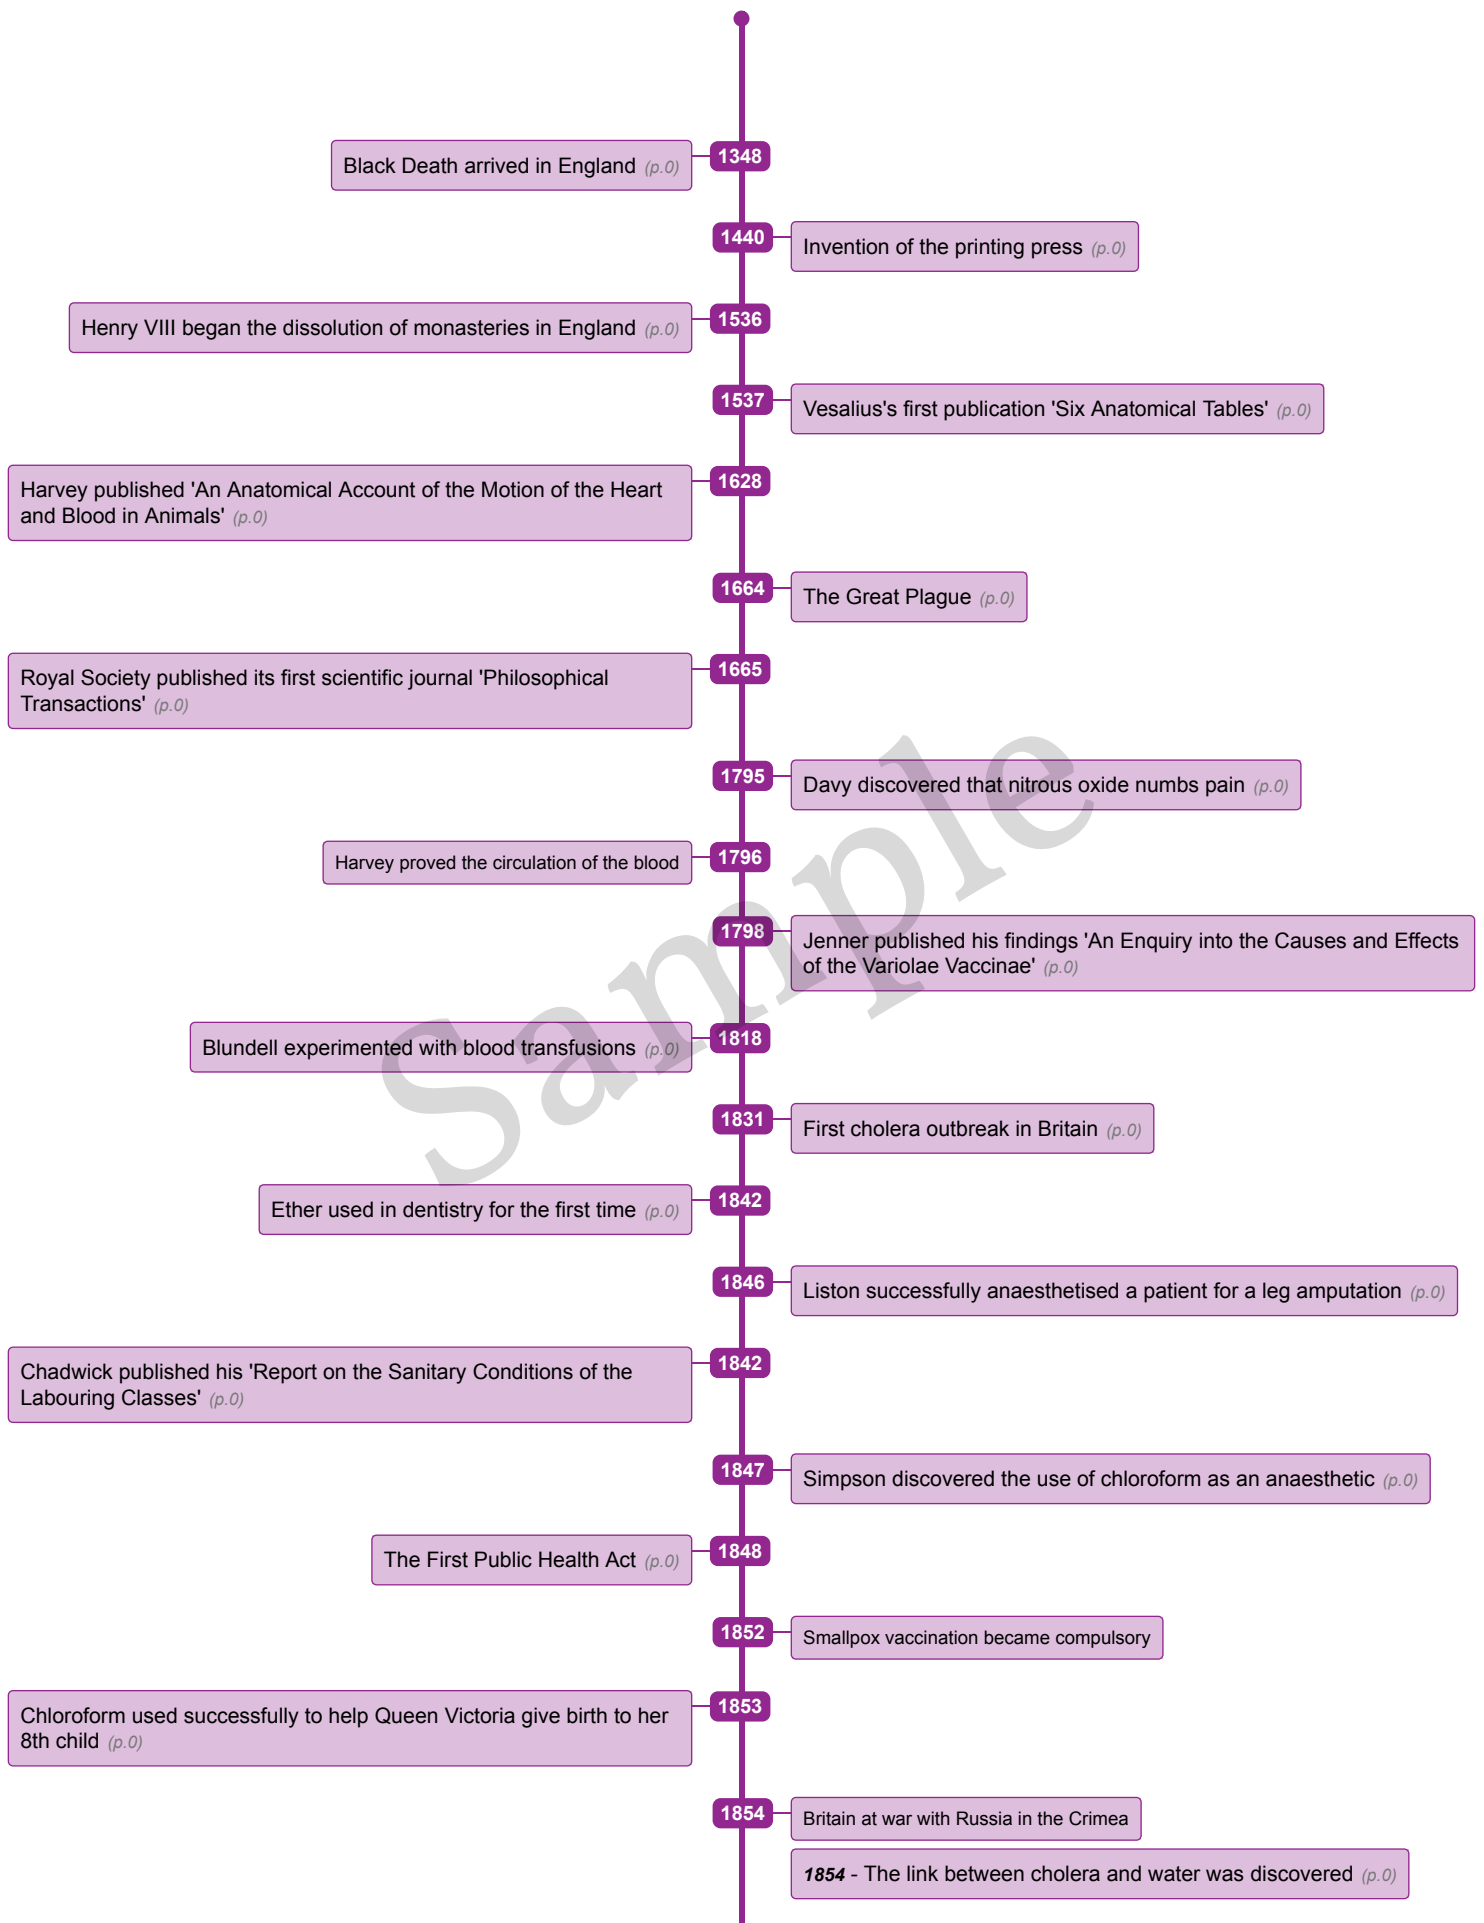 1348
Black Death arrived in England (p.0)
1440
Invention of the printing press (p.0)
1536
Henry VIII began the dissolution of monasteries in England (p.0)
1537
Vesalius's first publication 'Six Anatomical Tables' (p.0)
1628
Harvey published 'An Anatomical Account of the Motion of the Heart
and Blood in Animals' (p.0)
1664
The Great Plague (p.0)
1665
Royal Society published its first scientific journal 'Philosophical
Transactions' (p.0)
1795
Davy discovered that nitrous oxide numbs pain (p.0)
1796
Harvey proved the circulation of the blood
1798
Jenner published his findings 'An Enquiry into the Causes and Effects
of the Variolae Vaccinae' (p.0)
1818
Blundell experimented with blood transfusions (p.0)
1831
First cholera outbreak in Britain (p.0)
1842
Ether used in dentistry for the first time (p.0)
1846
Liston successfully anaesthetised a patient for a leg amputation (p.0)
1842
Chadwick published his 'Report on the Sanitary Conditions of the
Labouring Classes' (p.0)
1847
Simpson discovered the use of chloroform as an anaesthetic (p.0)
1848
The First Public Health Act (p.0)
1852
Smallpox vaccination became compulsory
1853
Chloroform used successfully to help Queen Victoria give birth to her
8th child (p.0)
1854
Britain at war with Russia in the Crimea
1854 - The link between cholera and water was discovered (p.0)
Sample